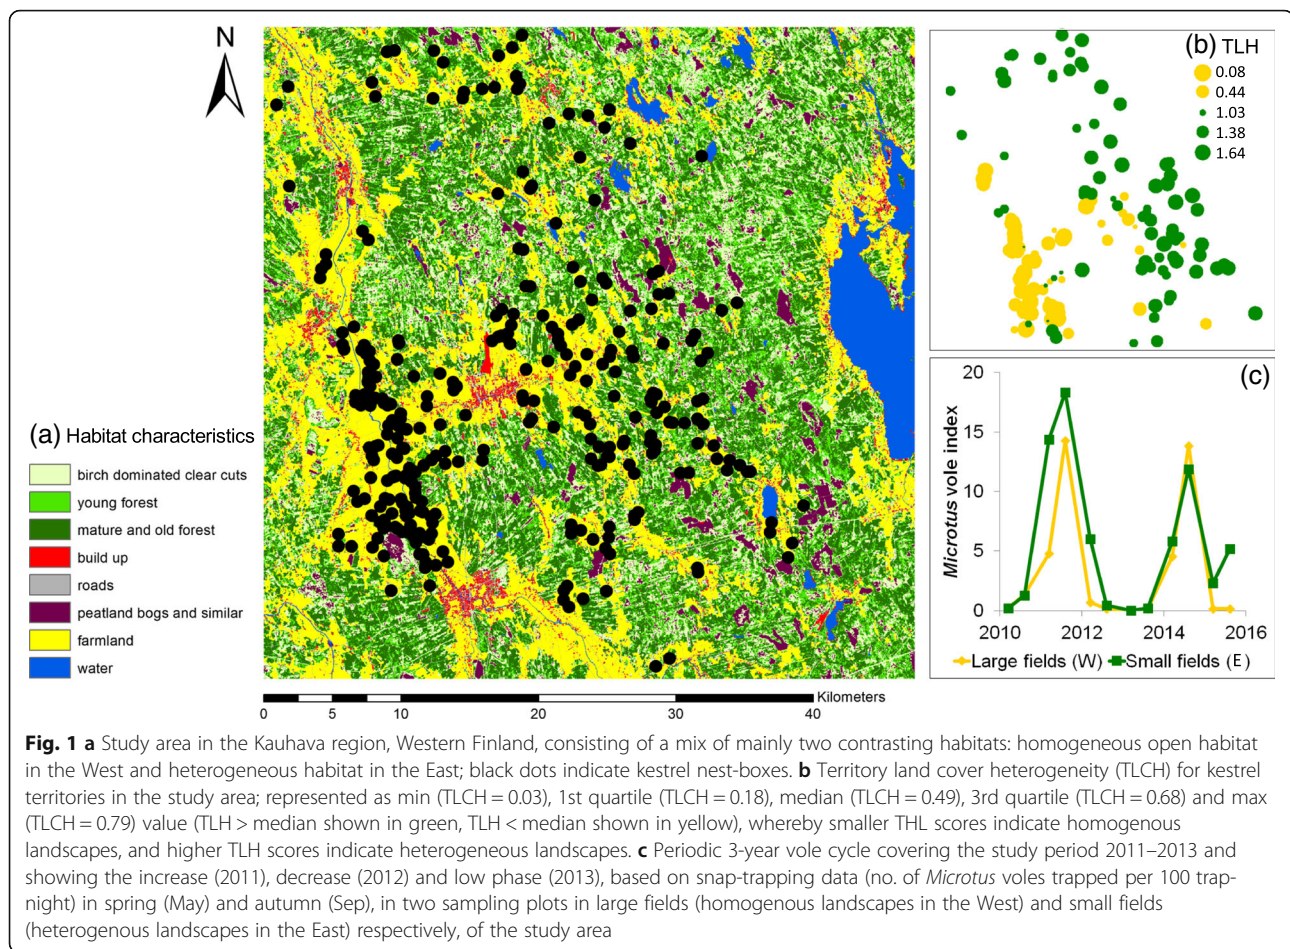 N
(a) Habitat characteristics
birch dominated clear cuts
young forest
mature and old forest
build up
roads
peatland bogs and similar
farmland
water
0 5 10 20 30 40
Kilometers
(b) TLH
0.08
0.44
1.03
1.38
1.64
(c)
Microtus vole index
20
15
10
5
0
2010 2012 2014 2016
Large fields (W) Small fields (E)
Fig. 1 a Study area in the Kauhava region, Western Finland, consisting of a mix of mainly two contrasting habitats: homogeneous open habitat
in the West and heterogeneous habitat in the East; black dots indicate kestrel nest-boxes. b Territory land cover heterogeneity (TLCH) for kestrel
territories in the study area; represented as min (TLCH = 0.03), 1st quartile (TLCH = 0.18), median (TLCH = 0.49), 3rd quartile (TLCH = 0.68) and max
(TLCH = 0.79) value (TLH > median shown in green, TLH < median shown in yellow), whereby smaller THL scores indicate homogenous
landscapes, and higher TLH scores indicate heterogeneous landscapes. c Periodic 3-year vole cycle covering the study period 2011–2013 and
showing the increase (2011), decrease (2012) and low phase (2013), based on snap-trapping data (no. of Microtus voles trapped per 100 trap-
night) in spring (May) and autumn (Sep), in two sampling plots in large fields (homogenous landscapes in the West) and small fields
(heterogenous landscapes in the East) respectively, of the study area